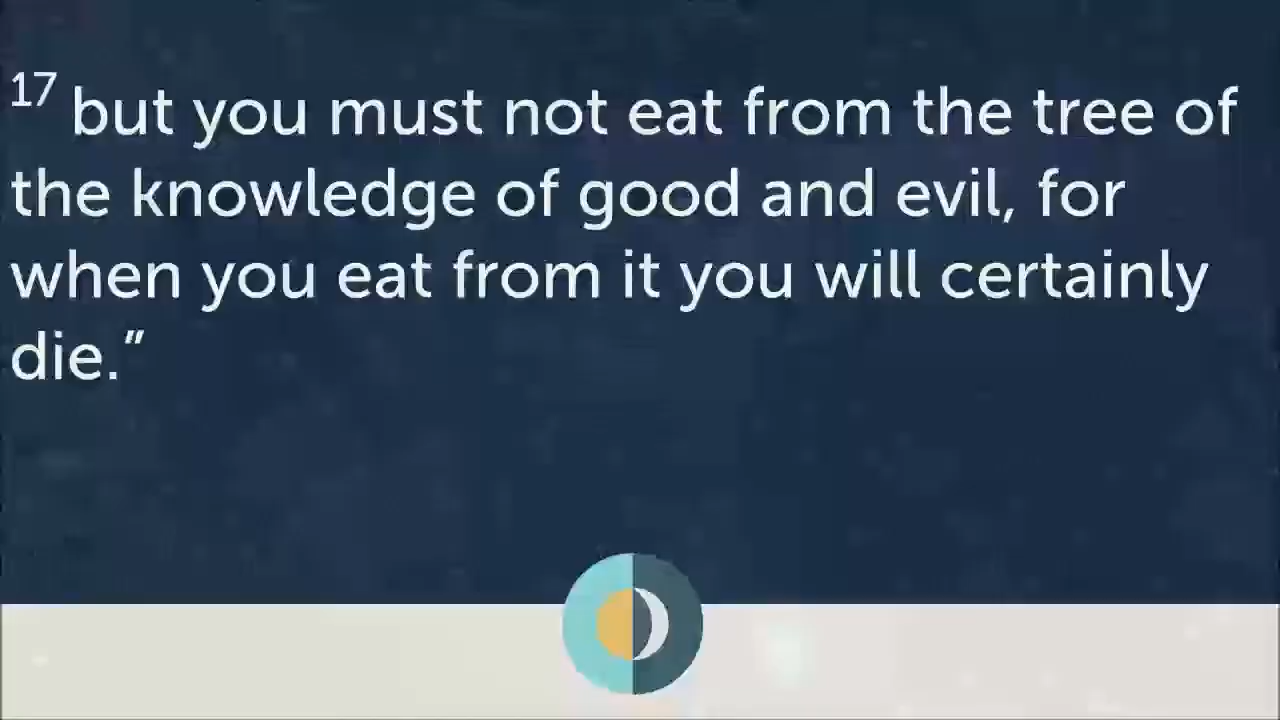 17 but you must not eat from the tree of
the knowledge of good and evil, for
when you eat from it you will certainly
die.”